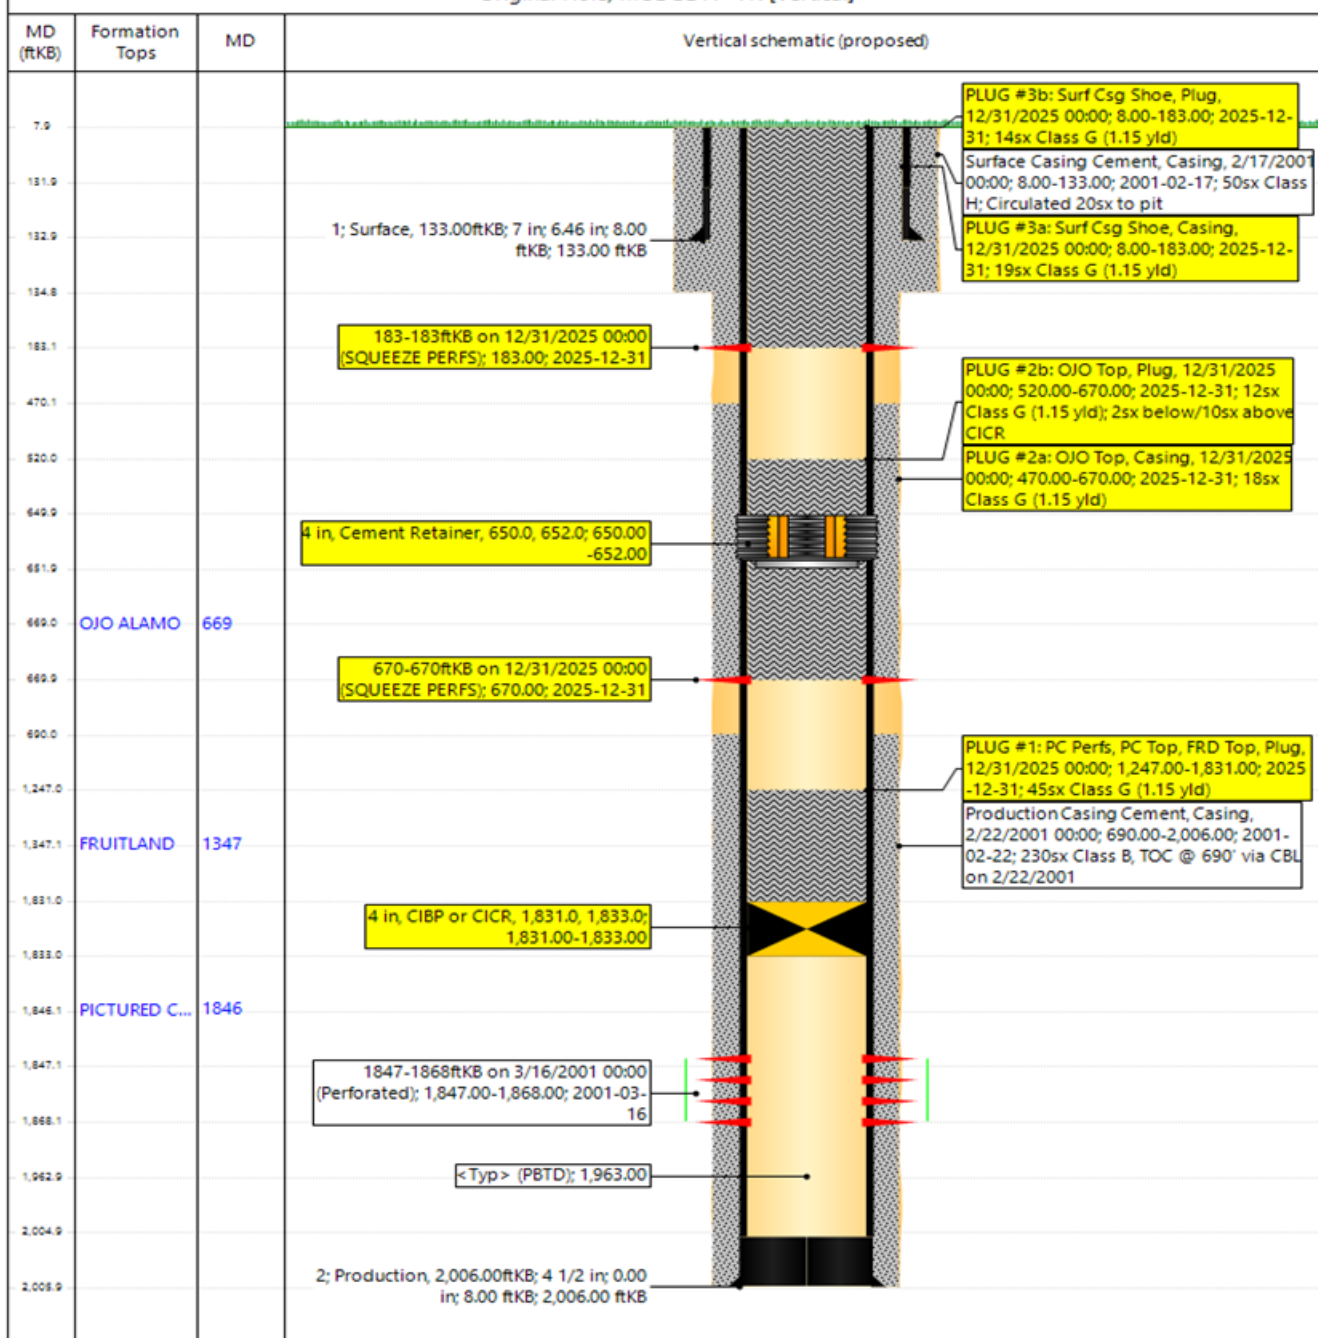 MD
(ftKB)
Formation
Tops
MD
Vertical schematic (proposed)
7.9
131.9
132.9
134.8
183.1
470.1
520.0
649.9
651.9
669.0
669.9
690.0
1,247.0
1,347.1
1,831.0
1,833.0
1,846.1
1,847.1
1,868.1
1,962.9
2,004.9
2,005.9
OJO ALAMO 669
FRUITLAND 1347
PICTURED C... 1846
1; Surface, 133.00ftKB; 7 in; 6.46 in; 8.00
ftKB; 133.00 ftKB
183-183ftKB on 12/31/2025 00:00
(SQUEEZE PERFS); 183.00; 2025-12-31
4 in, Cement Retainer, 650.0, 652.0; 650.00
-652.00
670-670ftKB on 12/31/2025 00:00
(SQUEEZE PERFS); 670.00; 2025-12-31
4 in, CIBP or CICR, 1,831.0, 1,833.0;
1,831.00-1,833.00
1847-1868ftKB on 3/16/2001 00:00
(Perforated); 1,847.00-1,868.00; 2001-03-
16
<Typ> (PBTD); 1,963.00
2; Production, 2,006.00ftKB; 4 1/2 in; 0.00
in; 8.00 ftKB; 2,006.00 ftKB
PLUG #3b: Surf Csg Shoe, Plug,
12/31/2025 00:00; 8.00-183.00; 2025-12-
31; 14sx Class G (1.15 yld)
Surface Casing Cement, Casing, 2/17/2001
00:00; 8.00-133.00; 2001-02-17; 50sx Class
H; Circulated 20sx to pit
PLUG #3a: Surf Csg Shoe, Casing,
12/31/2025 00:00; 8.00-183.00; 2025-12-
31; 19sx Class G (1.15 yld)
PLUG #2b: OJO Top, Plug, 12/31/2025
00:00; 520.00-670.00; 2025-12-31; 12sx
Class G (1.15 yld); 2sx below/10sx above
CICR
PLUG #2a: OJO Top, Casing, 12/31/2025
00:00; 470.00-670.00; 2025-12-31; 18sx
Class G (1.15 yld)
PLUG #1: PC Perfs, PC Top, FRD Top, Plug,
12/31/2025 00:00; 1,247.00-1,831.00; 2025
-12-31; 45sx Class G (1.15 yld)
Production Casing Cement, Casing,
2/22/2001 00:00; 690.00-2,006.00; 2001-
02-22; 230sx Class B, TOC @ 690' via CBL
on 2/22/2001